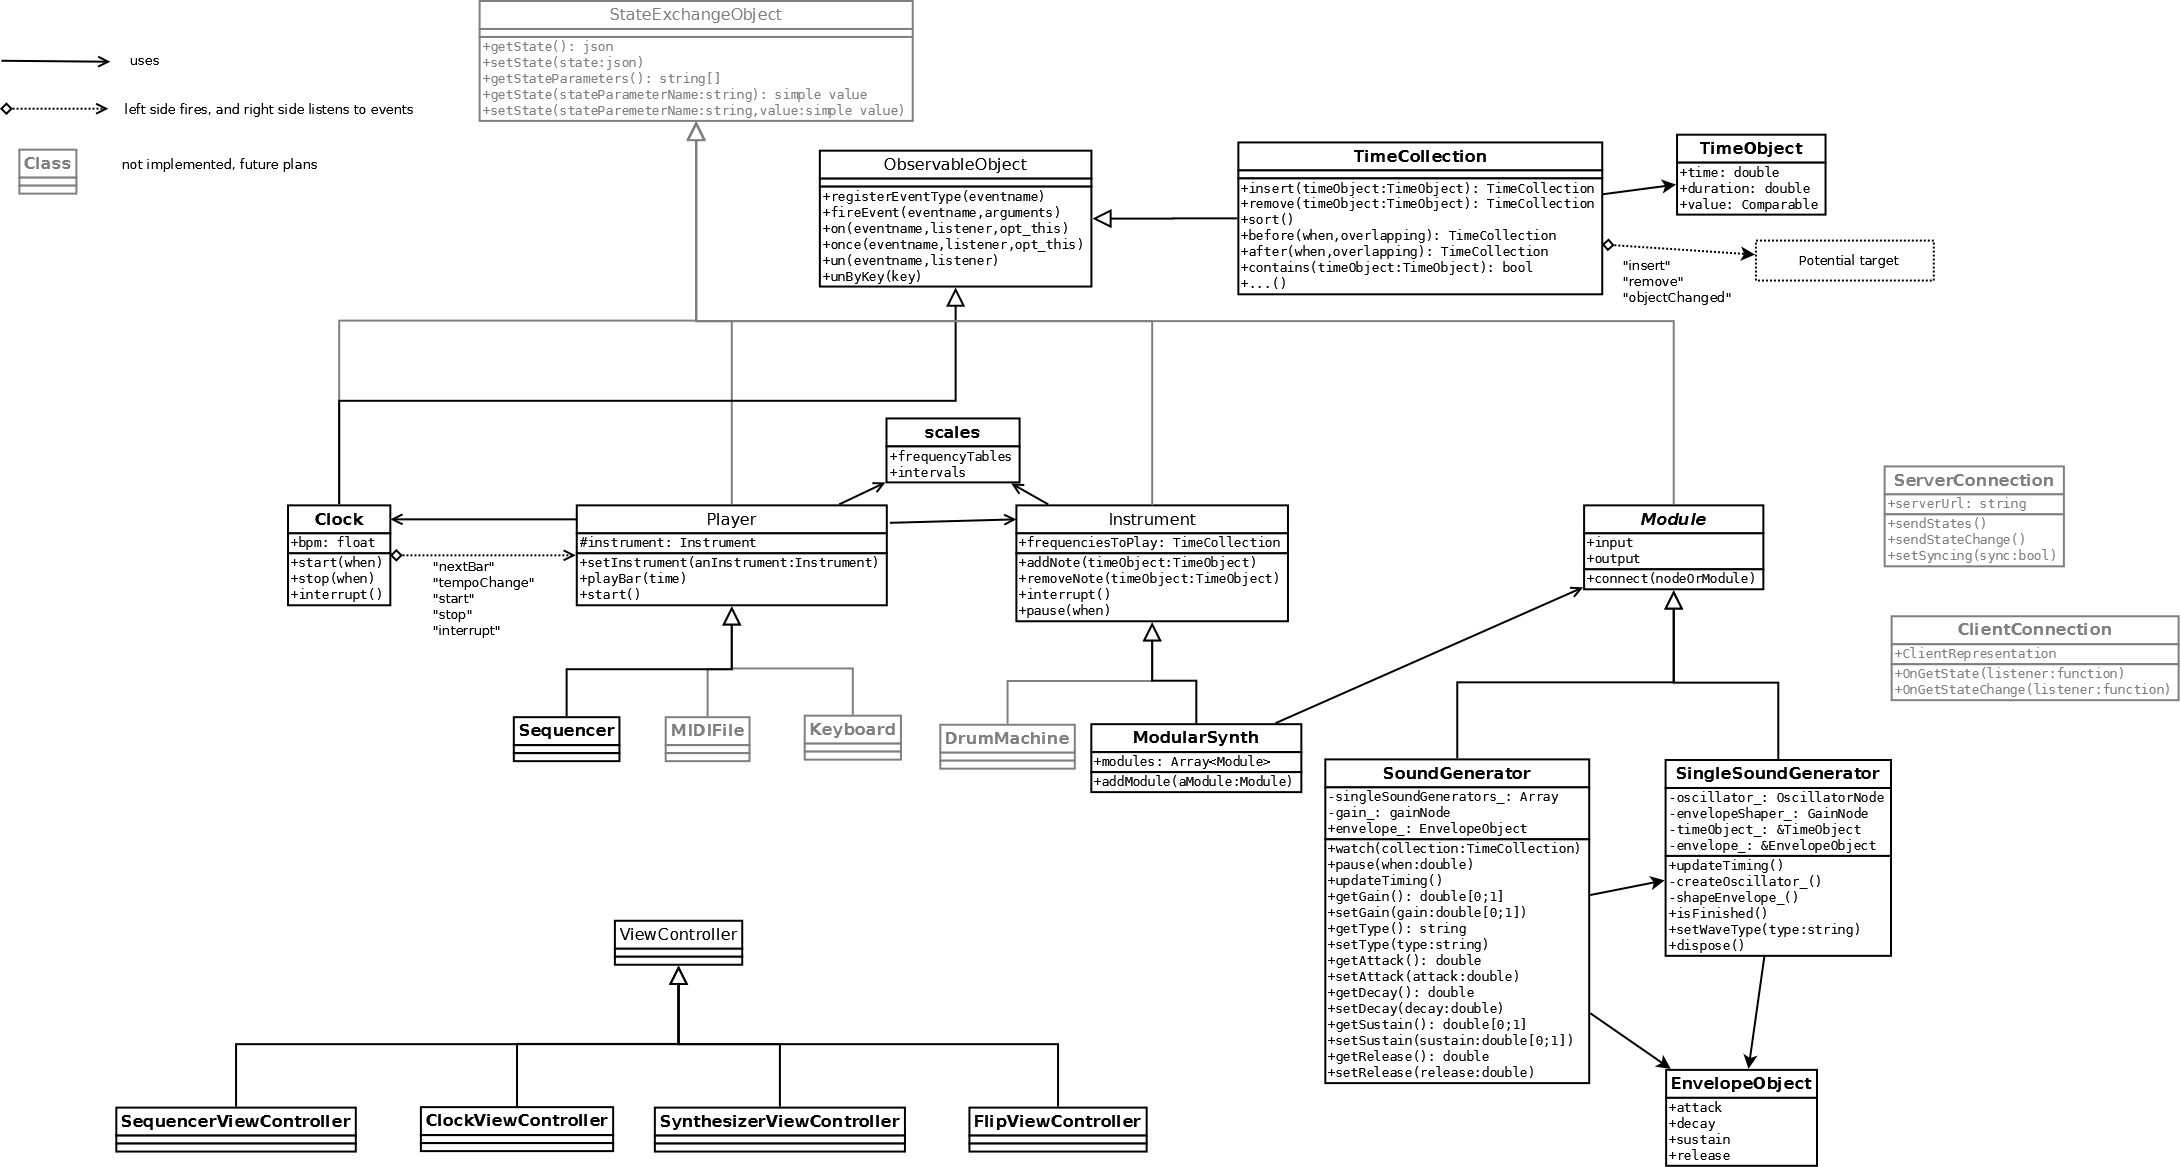 StateExchangeObject
+getState(): json
+setState(state:json)
+getStateParameters(): string[]
+getState(stateParameterName:string): simple value
+setState(stateParemeterName:string,value:simple value)
uses
left side fires, and right side listens to events
Class
not implemented, future plans
ObservableObject
+registerEventType(eventname)
+fireEvent(eventname,arguments)
+on(eventname,listener,opt_this)
+once(eventname,listener,opt_this)
+un(eventname,listener)
+unByKey(key)
TimeCollection
+insert(timeObject:TimeObject): TimeCollection
+remove(timeObject:TimeObject): TimeCollection
+sort()
+before(when,overlapping): TimeCollection
+after(when,overlapping): TimeCollection
+contains(timeObject:TimeObject): bool
+...()
TimeObject
+time: double
+duration: double
+value: Comparable
Potential target
"insert"
"remove"
"objectChanged"
scales
+frequencyTables
+intervals
Clock
+bpm: float
+start(when)
+stop(when)
+interrupt()
"nextBar"
"tempoChange"
"start"
"stop"
"interrupt"
Player
#instrument: Instrument
+setInstrument(anInstrument:Instrument)
+playBar(time)
+start()
Instrument
+frequenciesToPlay: TimeCollection
+addNote(timeObject:TimeObject)
+removeNote(timeObject:TimeObject)
+interrupt()
+pause(when)
Module
+input
+output
+connect(nodeOrModule)
ServerConnection
+serverUrl: string
+sendStates()
+sendStateChange()
+setSyncing(sync:bool)
ClientConnection
+ClientRepresentation
+OnGetState(listener:function)
+OnGetStateChange(listener:function)
Sequencer
MIDIFile
Keyboard
DrumMachine
ModularSynth
+modules: Array<Module>
+addModule(aModule:Module)
SoundGenerator
-singleSoundGenerators_: Array
-gain_: gainNode
+envelope_: EnvelopeObject
+watch(collection:TimeCollection)
+pause(when:double)
+updateTiming()
+getGain(): double[0;1]
+setGain(gain:double[0;1])
+getType(): string
+setType(type:string)
+getAttack(): double
+setAttack(attack:double)
+getDecay(): double
+setDecay(decay:double)
+getSustain(): double[0;1]
+setSustain(sustain:double[0;1])
+getRelease(): double
+setRelease(release:double)
SingleSoundGenerator
-oscillator_: OscillatorNode
-envelopeShaper_: GainNode
-timeObject_: &TimeObject
-envelope_: &EnvelopeObject
+updateTiming()
-createOscillator_()
-shapeEnvelope_()
+isFinished()
+setWaveType(type:string)
+dispose()
EnvelopeObject
+attack
+decay
+sustain
+release
ViewController
SequencerViewController
ClockViewController
SynthesizerViewController
FlipViewController